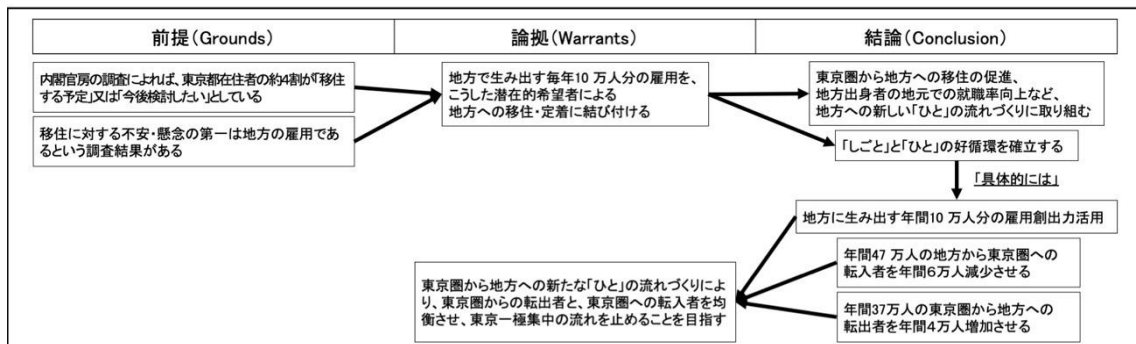 前提(Grounds)
論拠(Warrants)
結論(Conclusion)
内閣官房の調査によれば、東京都在住者の約4割が「移住
する予定」又は「今後検討したい」としている
移住に対する不安・懸念の第一は地方の雇用であ
るという調査結果がある
地方で生み出す毎年10 万人分の雇用を、
こうした潜在的希望者による
地方への移住・定着に結び付ける
東京圏から地方への移住の促進、
地方出身者の地元での就職率向上など、
地方への新しい「ひと」の流れづくりに取り組む
「しごと」と「ひと」の好循環を確立する
「具体的には」
地方に生み出す年間10 万人分の雇用創出力活用
年間47 万人の地方から東京圏への
転入者を年間6万人減少させる
年間37万人の東京圏から地方への
転出者を年間4万人増加させる
東京圏から地方への新たな「ひと」の流れづくりによ
り、東京圏からの転出者と、東京圏への転入者を均
衡させ、東京一極集中の流れを止めることを目指す